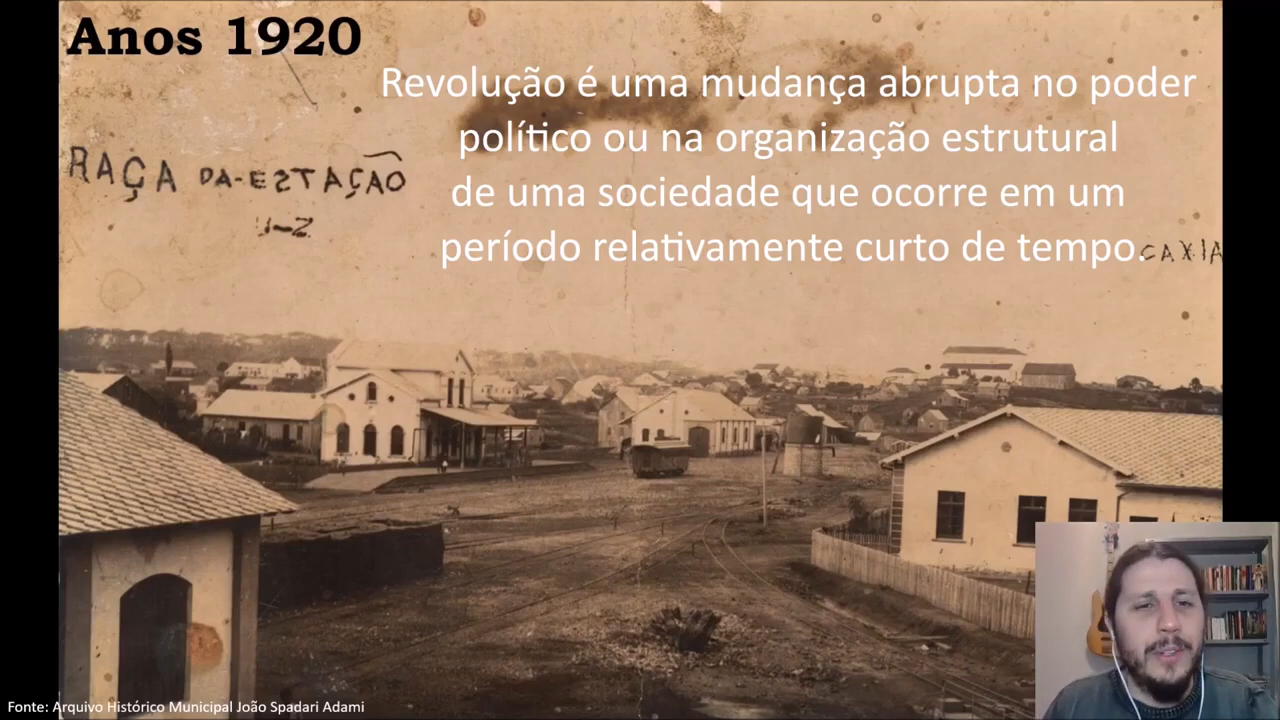 Anos 1920
Revolução é uma mudança abrupta no poder
político ou na organização estrutural
de uma sociedade que ocorre em um
período relativamente curto de tempo.
RAÇA DA-ESTAÇÃO
CAXIA
Fonte: Arquivo Histórico Municipal João Spadari Adami